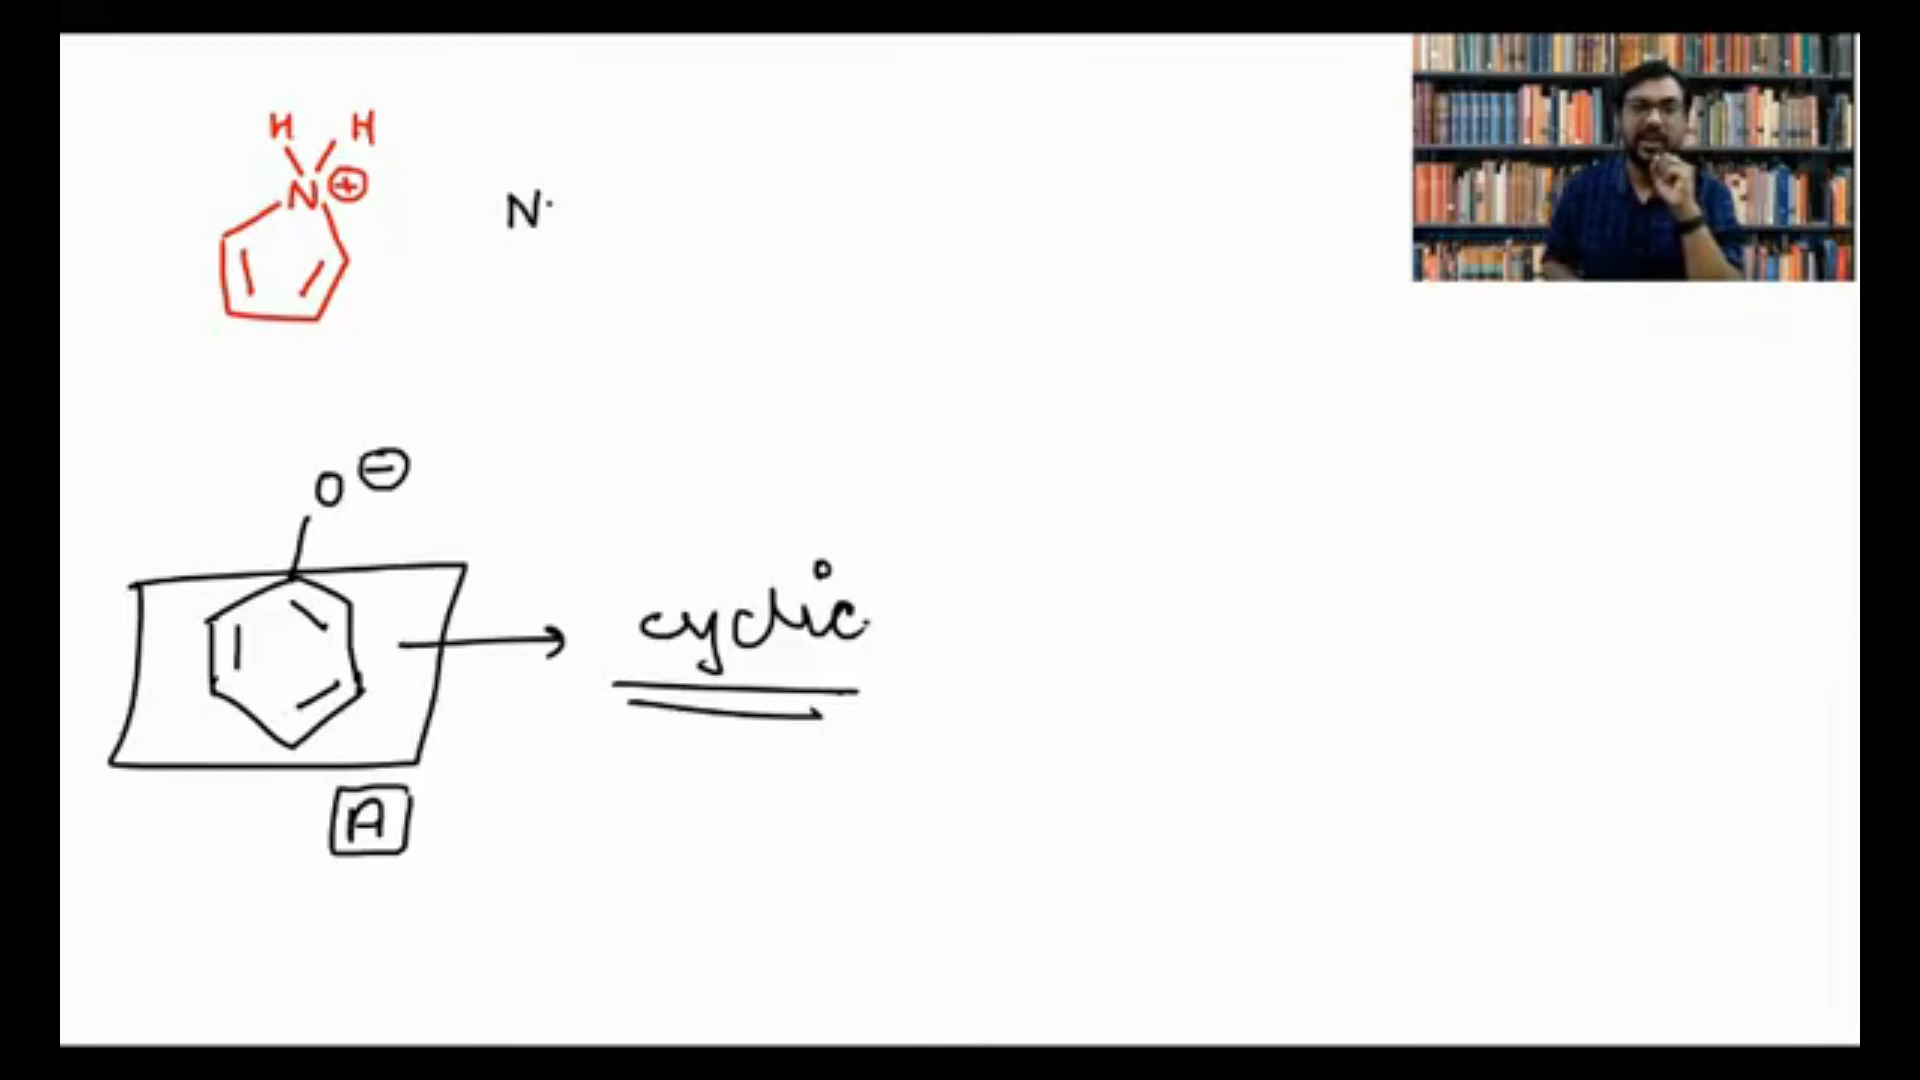 H H
N ⊕
N·
O ⊖
cyclic
A